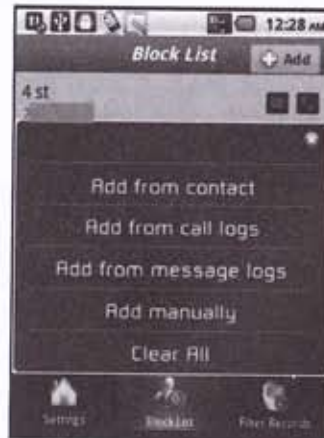 12:28 AM
Block List
Add
4 st
Add from contact
Add from call logs
Add from message logs
Add manually
Clear All
Settings Blocklist Filter Records